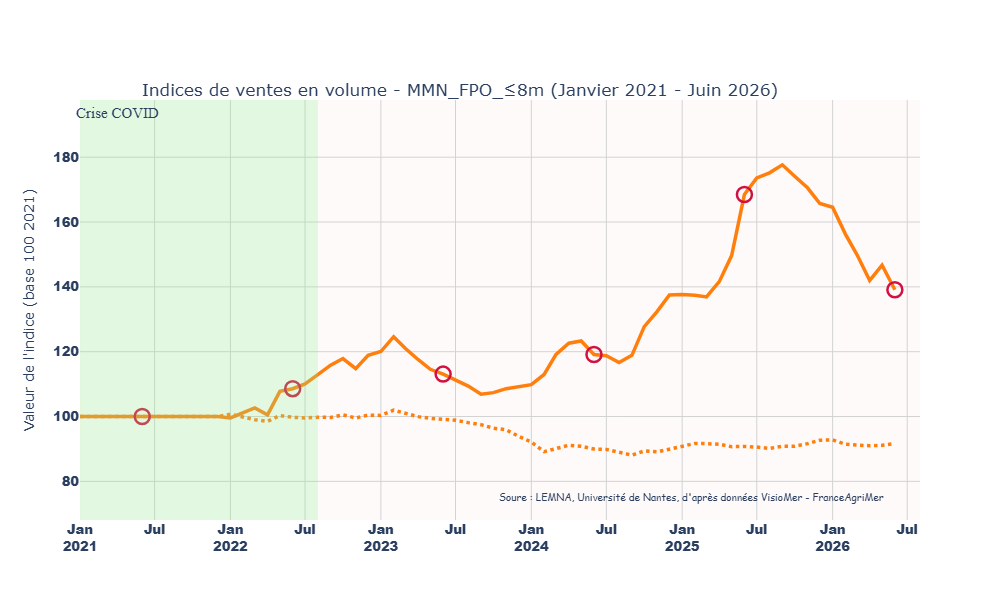 Indices de ventes en volume - MMN_FPO_≤8m (Janvier 2021 - Juin 2026)
Crise COVID
Valeur de l'indice (base 100 2021)
180
160
140
120
100
80
Soure : LEMNA, Université de Nantes, d'après données VisioMer - FranceAgriMer
Jan Jul Jan Jul Jan Jul Jan Jul Jan Jul Jan Jul
2021 2022 2023 2024 2025 2026